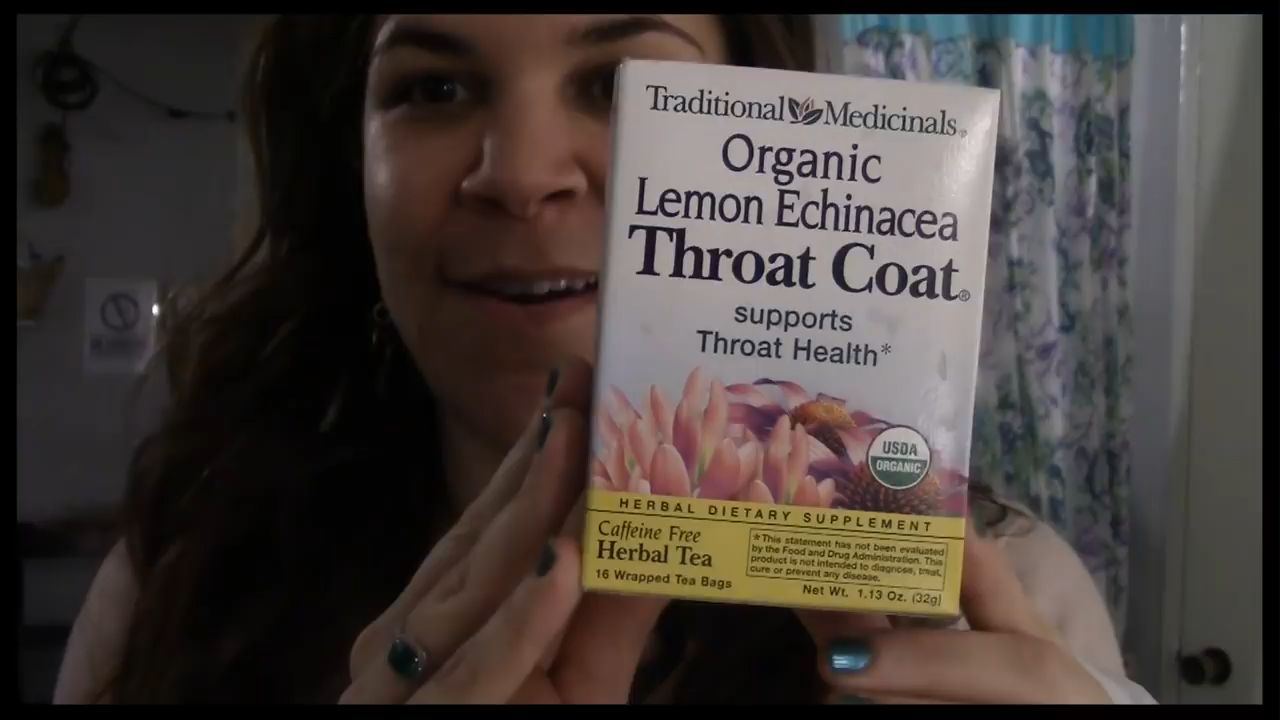 Traditional Medicinals®
Organic
Lemon Echinacea
Throat Coat®
supports
Throat Health*
USDA
ORGANIC
HERBAL DIETARY SUPPLEMENT
Caffeine Free
Herbal Tea
16 Wrapped Tea Bags
*This statement has not been evaluated
by the Food and Drug Administration. This
product is not intended to diagnose, treat,
cure or prevent any disease.
Net Wt. 1.13 Oz. (32g)